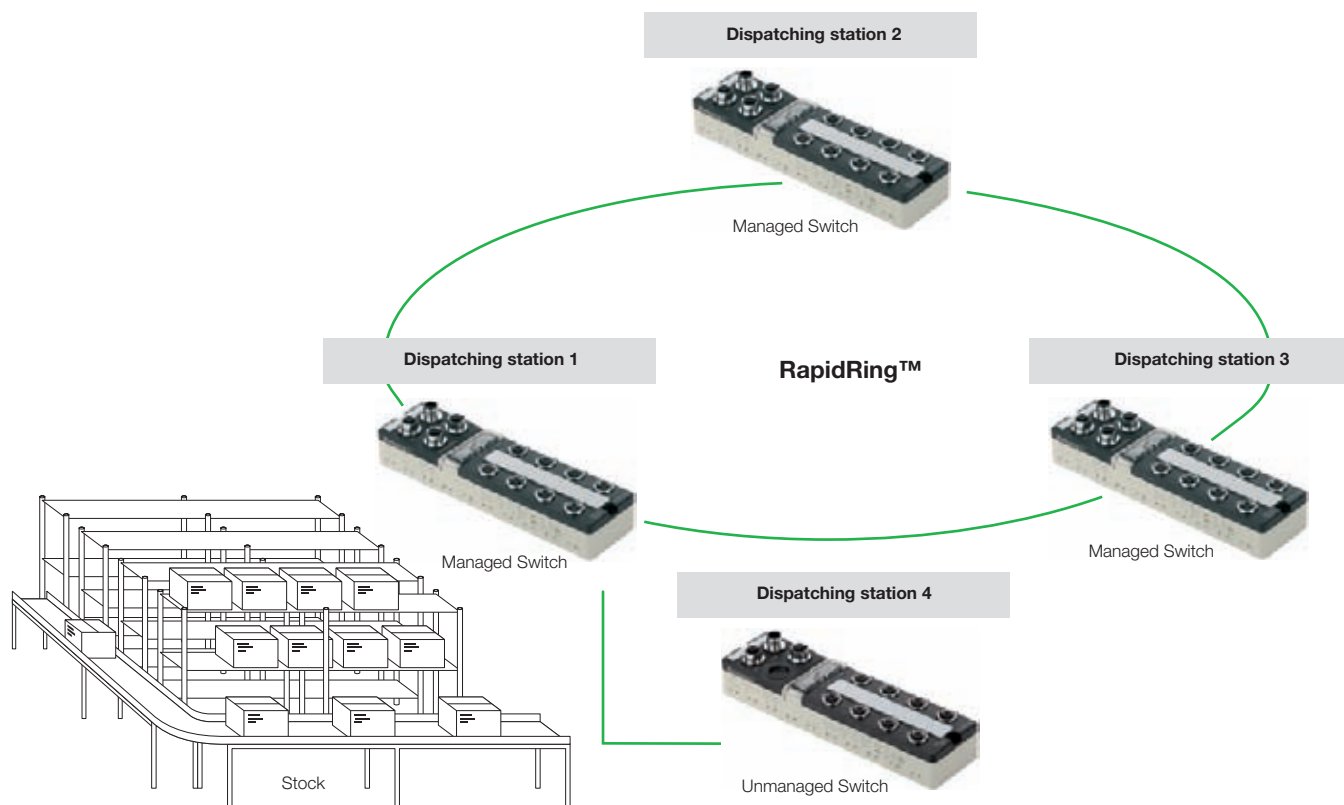 Dispatching station 2
Managed Switch
Dispatching station 1
RapidRing™
Dispatching station 3
Managed Switch
Managed Switch
Dispatching station 4
Stock
Unmanaged Switch